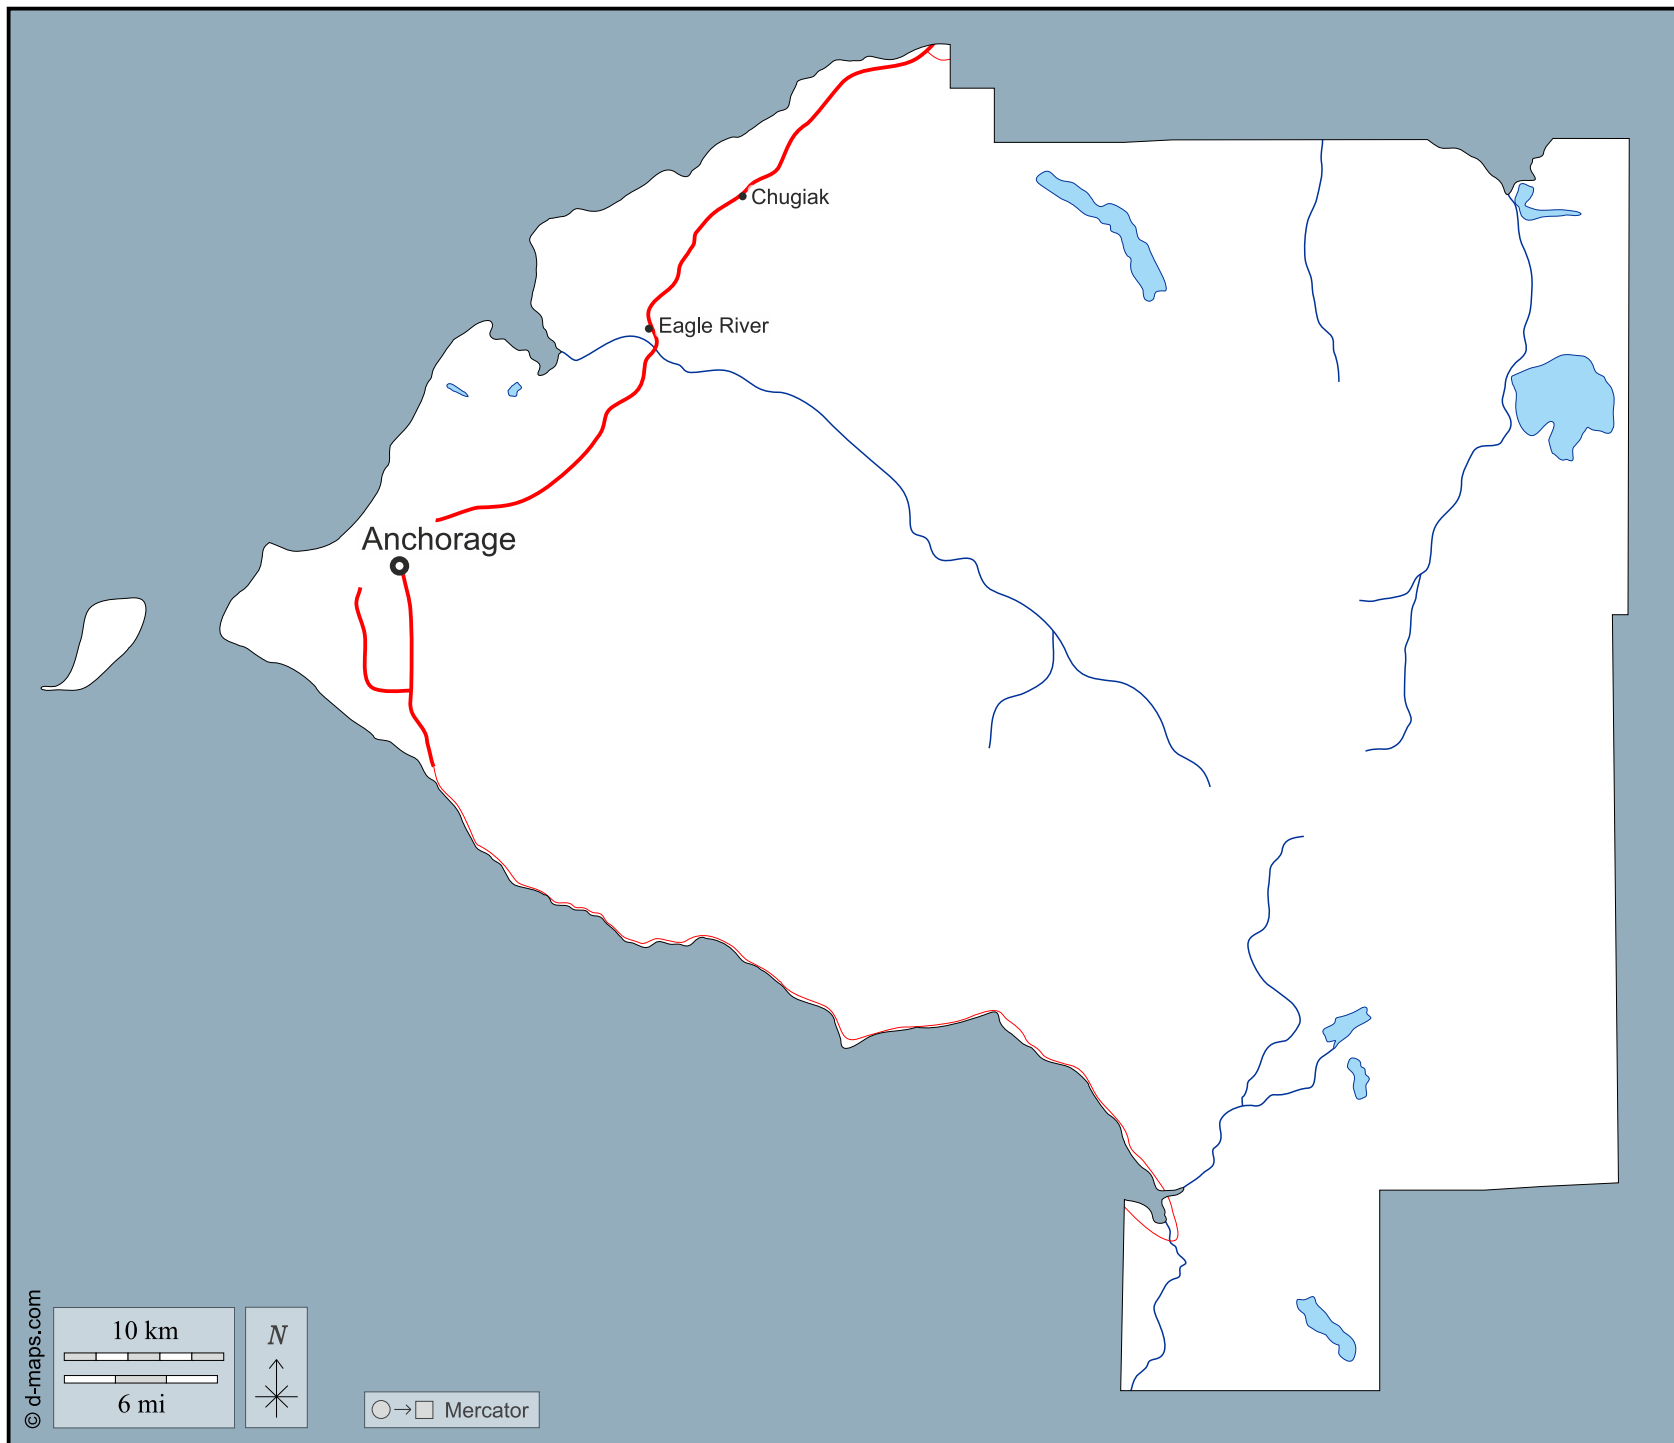 Chugiak
Eagle River
Anchorage
© d-maps.com
10 km
6 mi
N
Mercator